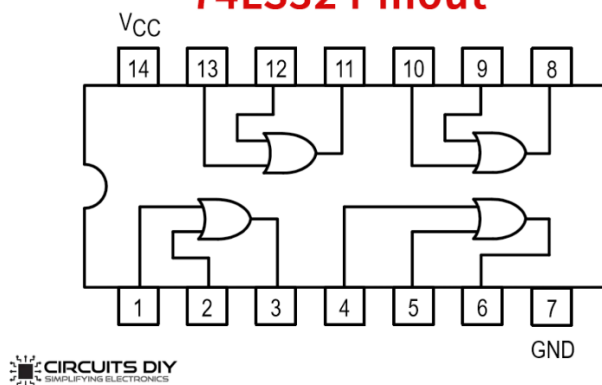 74LS32 Pinout
VCC
14 13 12 11 10 9 8
1 2 3 4 5 6 7
GND
CIRCUITS DIY
SIMPLIFYING ELECTRONICS